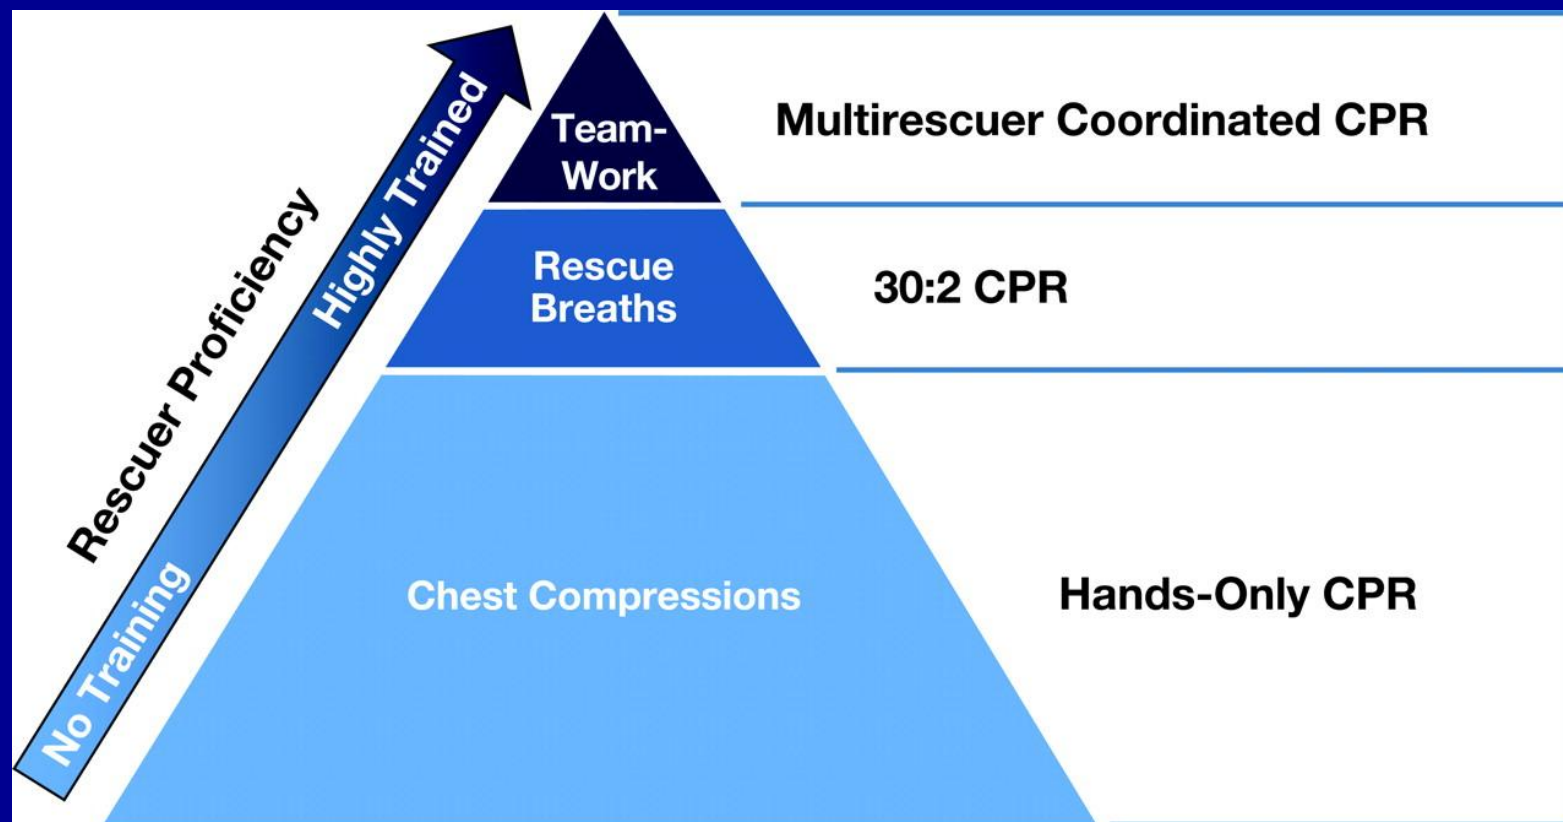 Rescuer Proficiency
Highly Trained
No Training
Team-
Work
Multirescuer Coordinated CPR
Rescue
Breaths
30:2 CPR
Chest Compressions
Hands-Only CPR